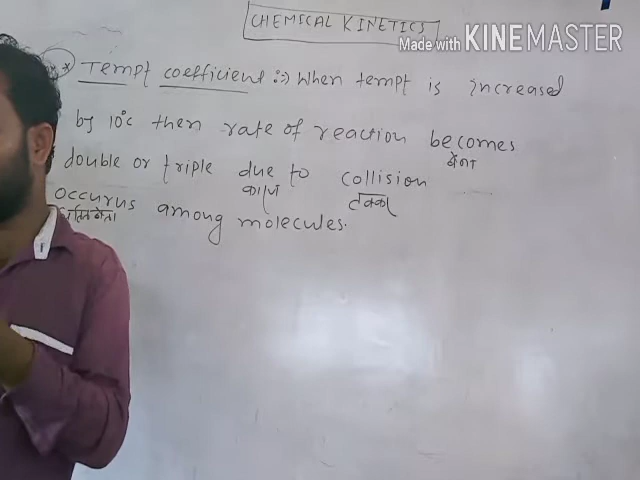 CHEMICAL KINETICS
Made with KINEMASTER
* Tempt coefficient :-) When tempt is increased
by 10°c then rate of reaction becomes
double or triple due to collision
कारण टक्कर
occurus among molecules.